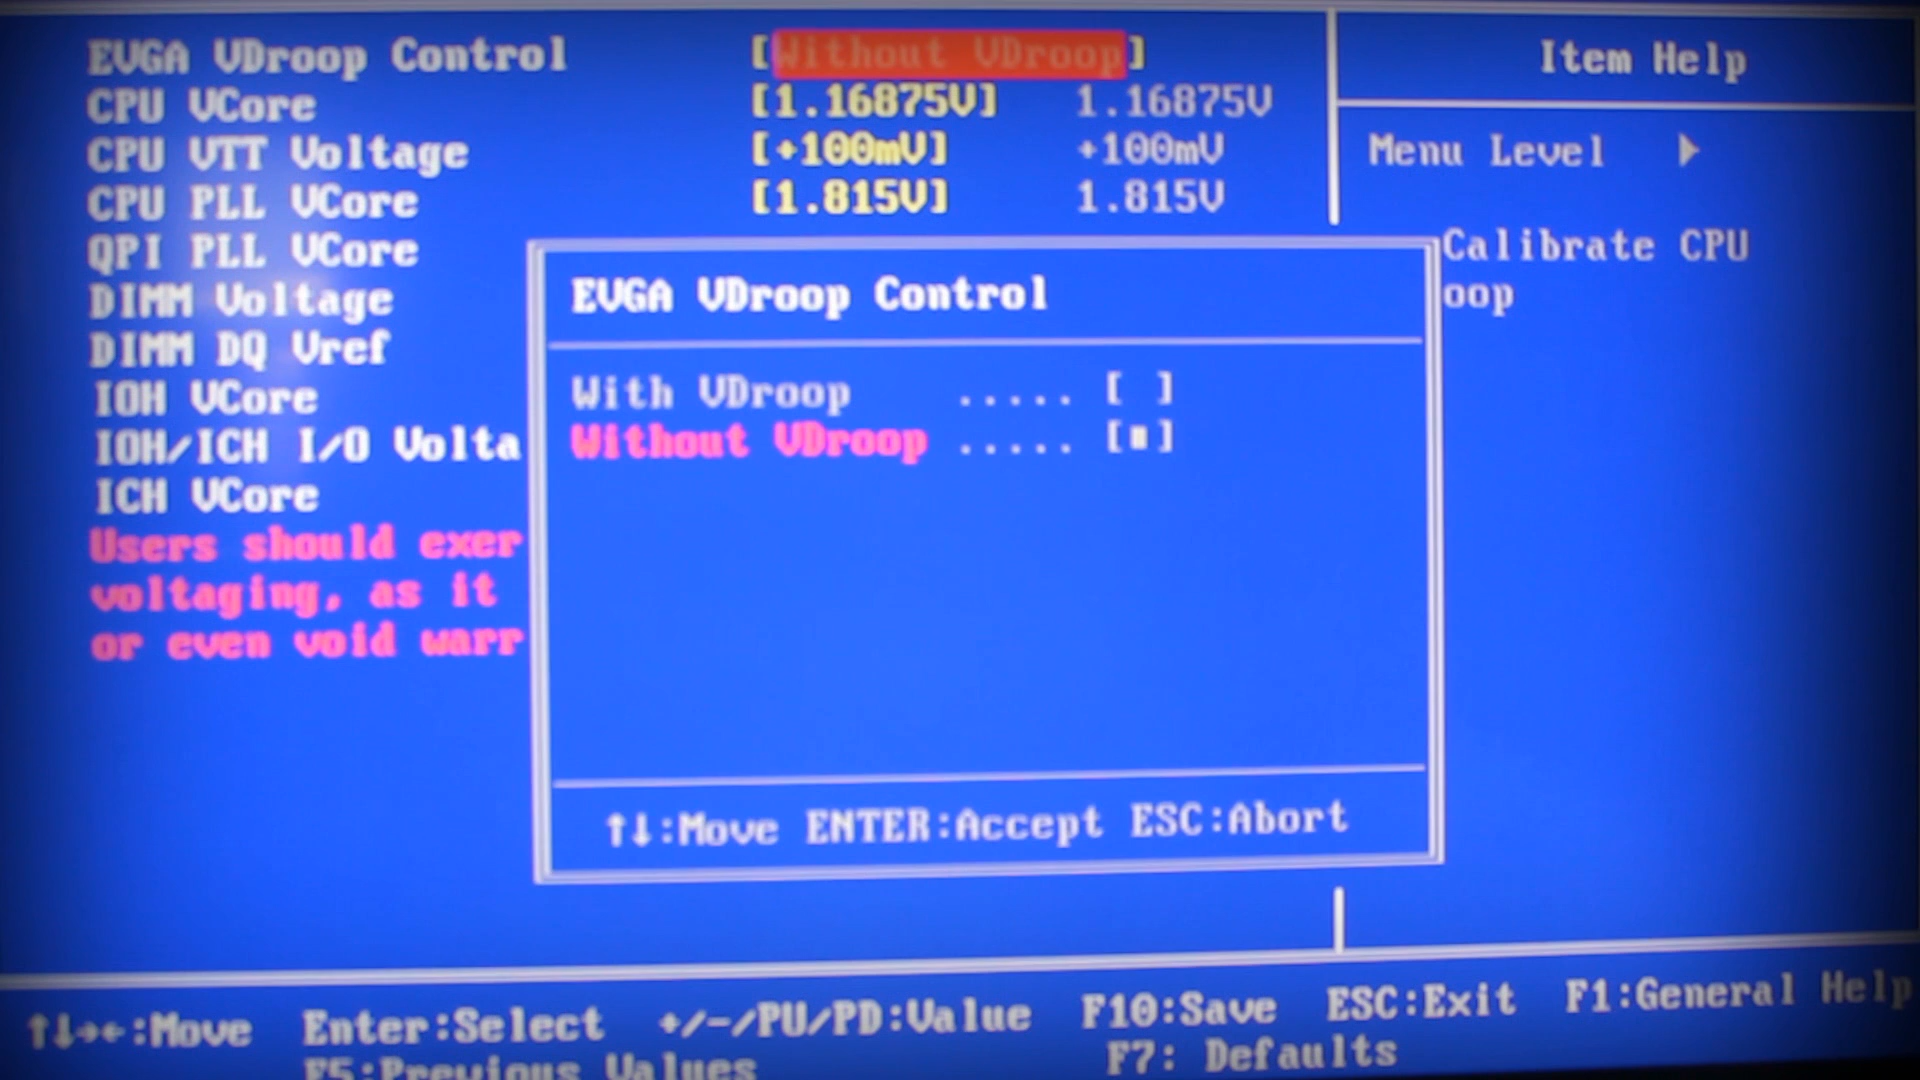 EVGA VDroop Control [Without VDroop]
CPU VCore [1.16875V] 1.16875V
CPU VTT Voltage [+100mV] +100mV
CPU PLL VCore [1.815V] 1.815V
QPI PLL VCore
DIMM Voltage
DIMM DQ Vref
IOH VCore
IOH/ICH I/O Volta
ICH VCore
Users should exer
voltaging, as it
or even void warr
EVGA VDroop Control
With VDroop ..... [ ]
Without VDroop ..... [■]
↑↓:Move ENTER:Accept ESC:Abort
Item Help
Menu Level ▶
Calibrate CPU
oop
↑↓→←:Move Enter:Select +/-/PU/PD:Value F10:Save ESC:Exit F1:General Help
F5:Previous Values F7: Defaults